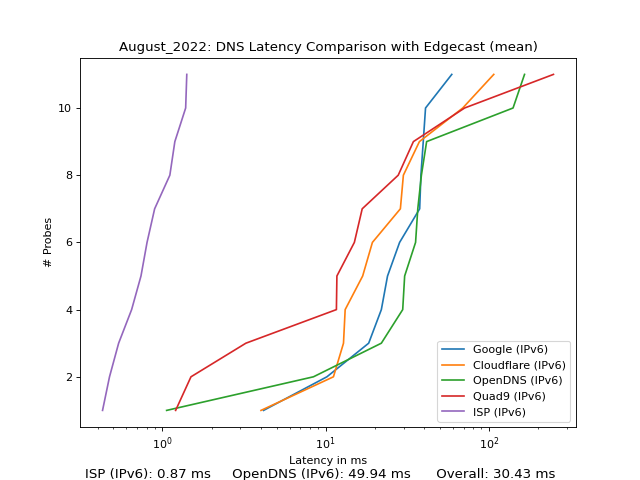 August_2022: DNS Latency Comparison with Edgecast (mean)
# Probes
10
8
6
4
2
Google (IPv6)
Cloudflare (IPv6)
OpenDNS (IPv6)
Quad9 (IPv6)
ISP (IPv6)
10⁰ 10¹ 10²
Latency in ms
ISP (IPv6): 0.87 ms OpenDNS (IPv6): 49.94 ms Overall: 30.43 ms